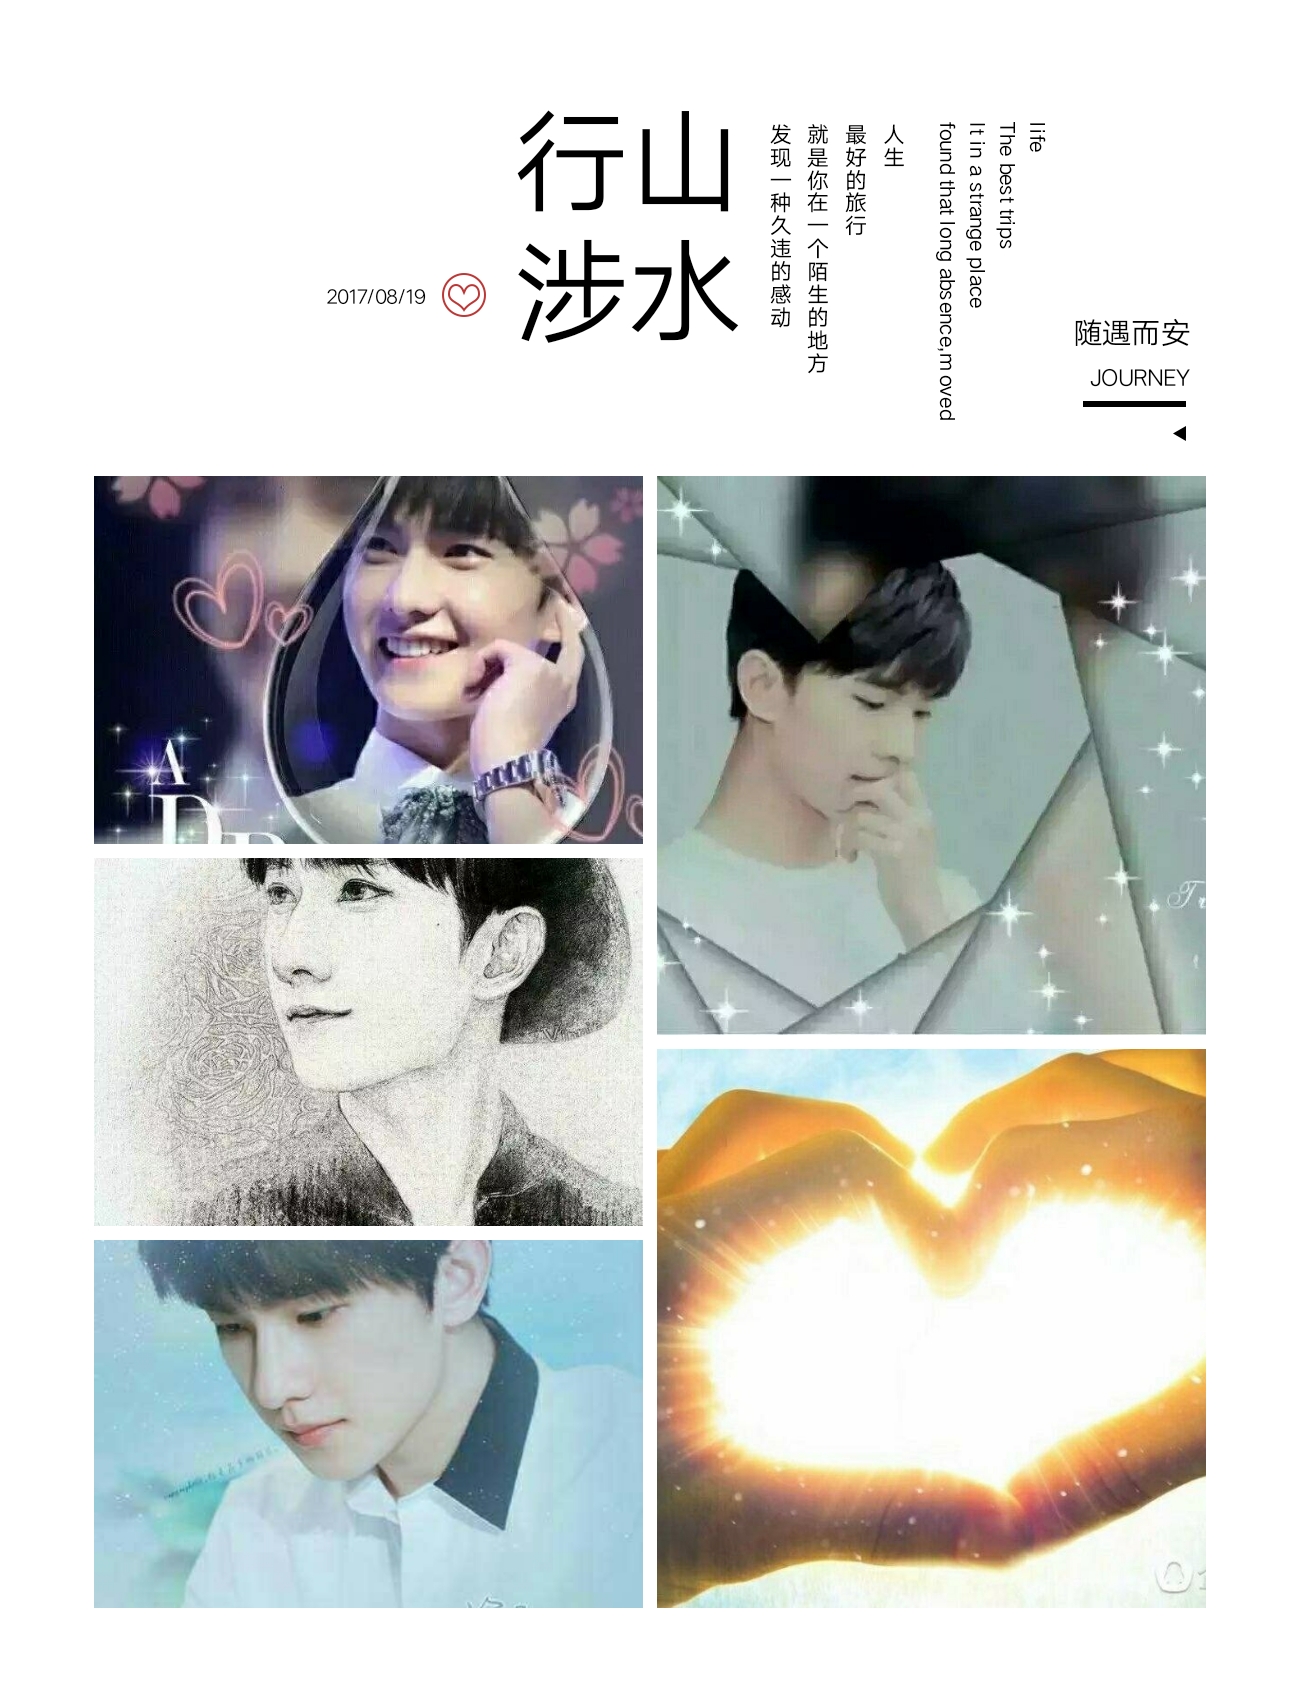 行山
涉水
2017/08/19
人生
最好的旅行
就是你在一个陌生的地方
发现一种久违的感动
life
The best trips
It in a strange place
found that long absence,moved
随遇而安
JOURNEY
A
D